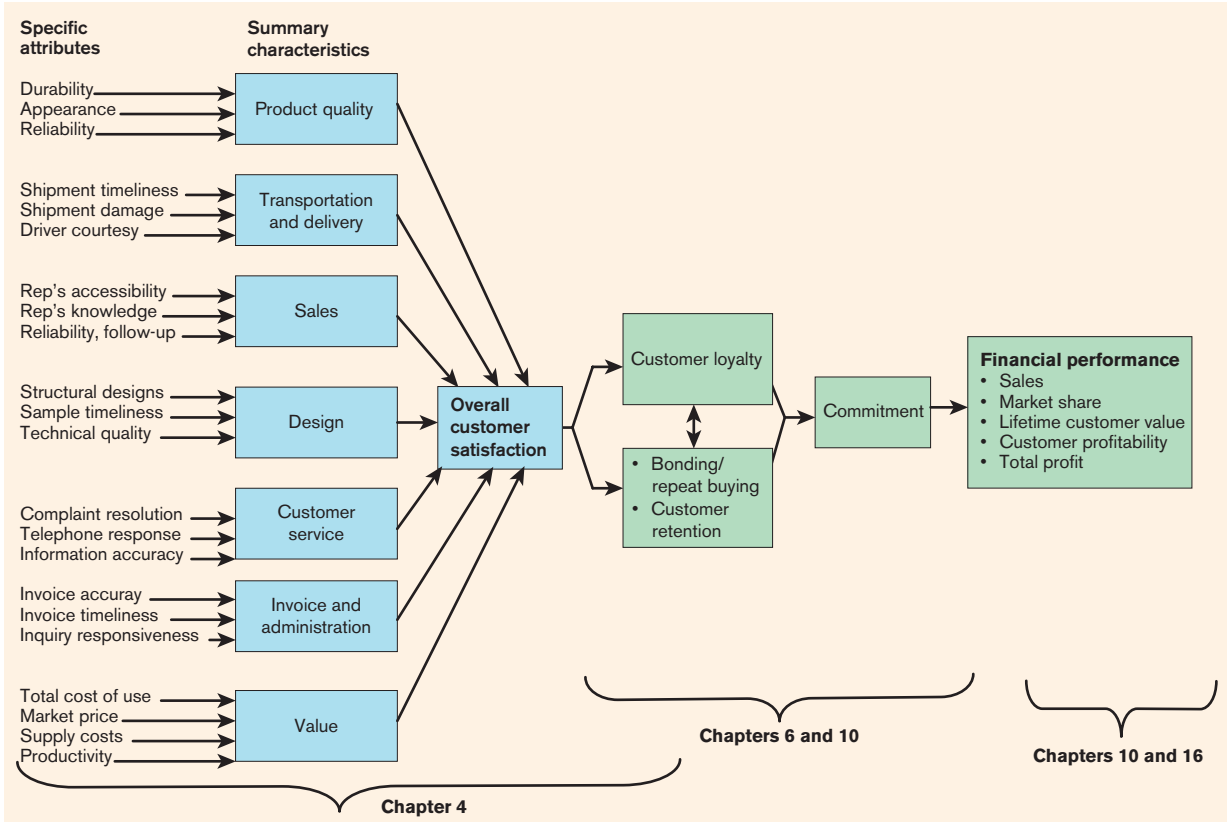 Specific
attributes
Summary
characteristics
Durability
Appearance
Reliability
Product quality
Shipment timeliness
Shipment damage
Driver courtesy
Transportation
and delivery
Rep's accessibility
Rep's knowledge
Reliability, follow-up
Sales
Structural designs
Sample timeliness
Technical quality
Design
Complaint resolution
Telephone response
Information accuracy
Customer
service
Invoice accuray
Invoice timeliness
Inquiry responsiveness
Invoice and
administration
Total cost of use
Market price
Supply costs
Productivity
Value
Overall
customer
satisfaction
Customer loyalty
• Bonding/
repeat buying
• Customer
retention
Commitment
Financial performance
• Sales
• Market share
• Lifetime customer value
• Customer profitability
• Total profit
Chapter 4
Chapters 6 and 10
Chapters 10 and 16